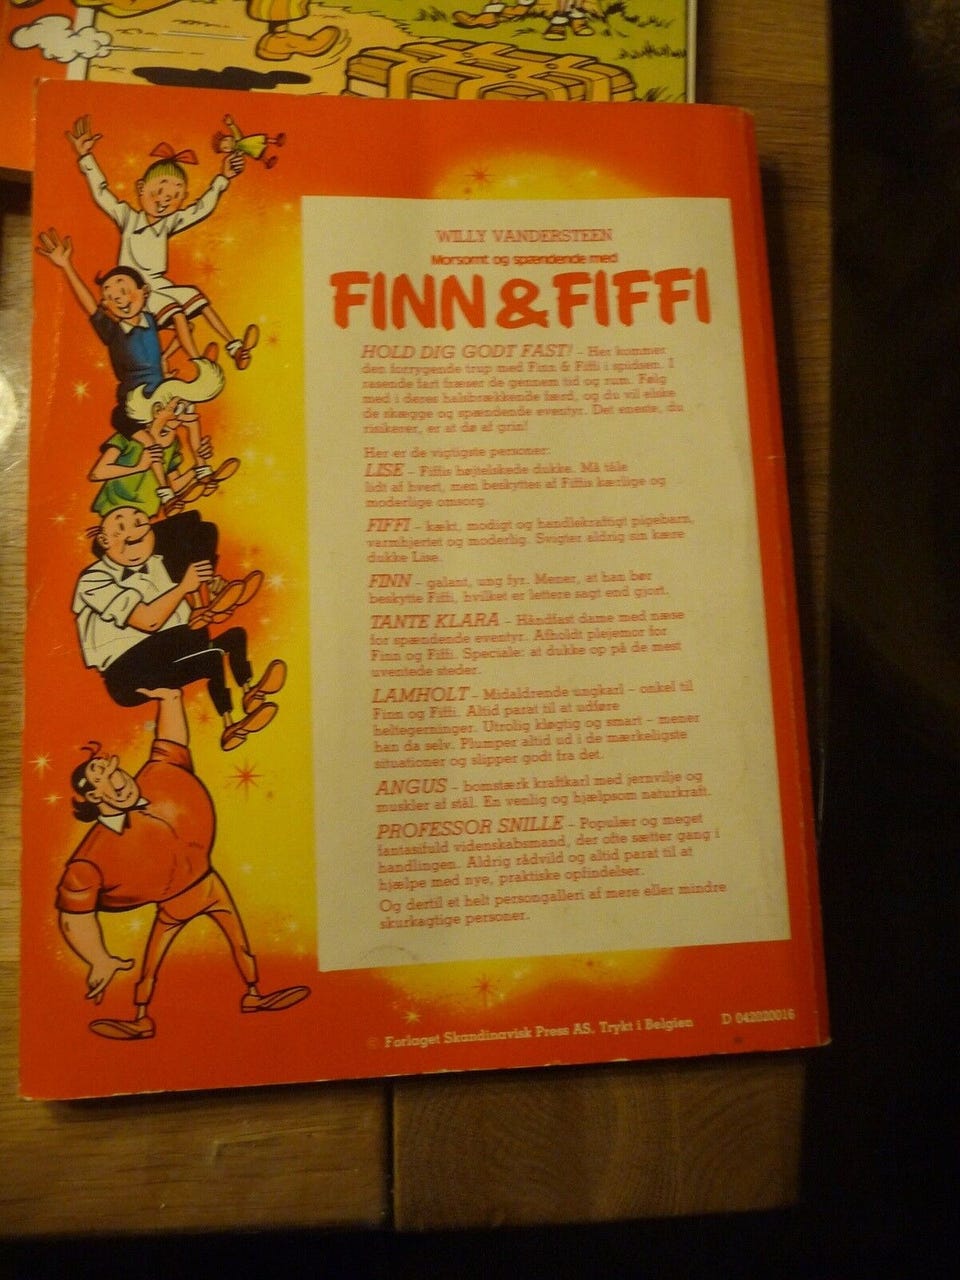 WILLY VANDERSTEEN
Morsomt og spændende med
FINN & FIFFI
HOLD DIG GODT FAST! – Her kommer
den forrygende trup med Finn & Fiffi i spidsen. I
rasende fart fræser de gennem tid og rum. Følg
med i deres halsbrækkende færd, og du vil elske
de skægge og spændende eventyr. Det eneste, du
risikerer, er at dø af grin!
Her er de vigtigste personer:
LISE – Fiffis højtelskede dukke. Må tåle
lidt af hvert, men beskyttes af Fiffis kærlige og
moderlige omsorg.
FIFFI – kækt, modigt og handlekraftigt pigebarn,
varmhjertet og moderlig. Svigter aldrig sin kære
dukke Lise.
FINN – galant, ung fyr. Mener, at han bør
beskytte Fiffi, hvilket er lettere sagt end gjort.
TANTE KLARA – Håndfast dame med næse
for spændende eventyr. Afholdt plejemor for
Finn og Fiffi. Speciale: at dukke op på de mest
uventede steder.
LAMHOLT – Midaldrende ungkarl – onkel til
Finn og Fiffi. Altid parat til at udføre
heltegerninger. Utrolig kløgtig og smart – mener
han da selv. Plumper altid ud i de mærkeligste
situationer og slipper godt fra det.
ANGUS – bomstærk kraftkarl med jernvilje og
muskler af stål. En venlig og hjælpsom naturkraft.
PROFESSOR SNILLE – Populær og meget
fantasifuld videnskabsmand, der ofte sætter gang i
handlingen. Aldrig rådvild og altid parat til at
hjælpe med nye, praktiske opfindelser.
Og dertil et helt persongalleri af mere eller mindre
skurkagtige personer.
© Forlaget Skandinavisk Press AS. Trykt i Belgien D 042220016